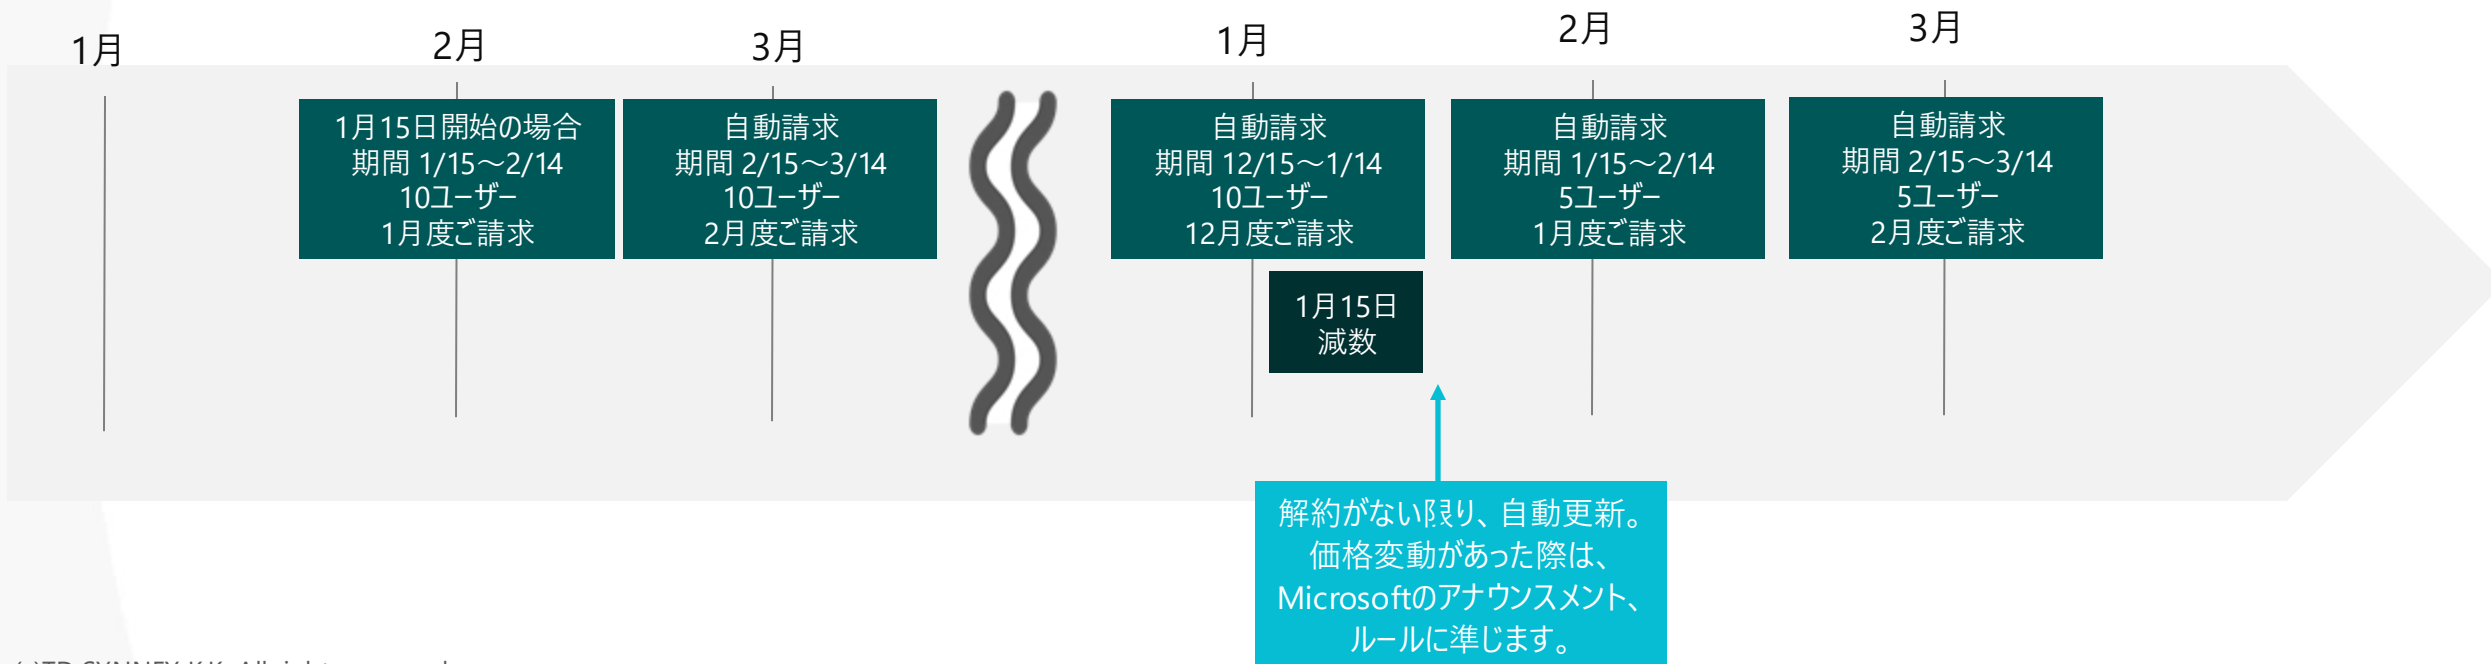 1月
2月
3月
1月
2月
3月
1月15日開始の場合
期間 1/15～2/14
10ユーザー
1月度ご請求
自動請求
期間 2/15～3/14
10ユーザー
2月度ご請求
自動請求
期間 12/15～1/14
10ユーザー
12月度ご請求
自動請求
期間 1/15～2/14
5ユーザー
1月度ご請求
自動請求
期間 2/15～3/14
5ユーザー
2月度ご請求
1月15日
減数
解約がない限り、自動更新。
価格変動があった際は、
Microsoftのアナウンスメント、
ルールに準じます。